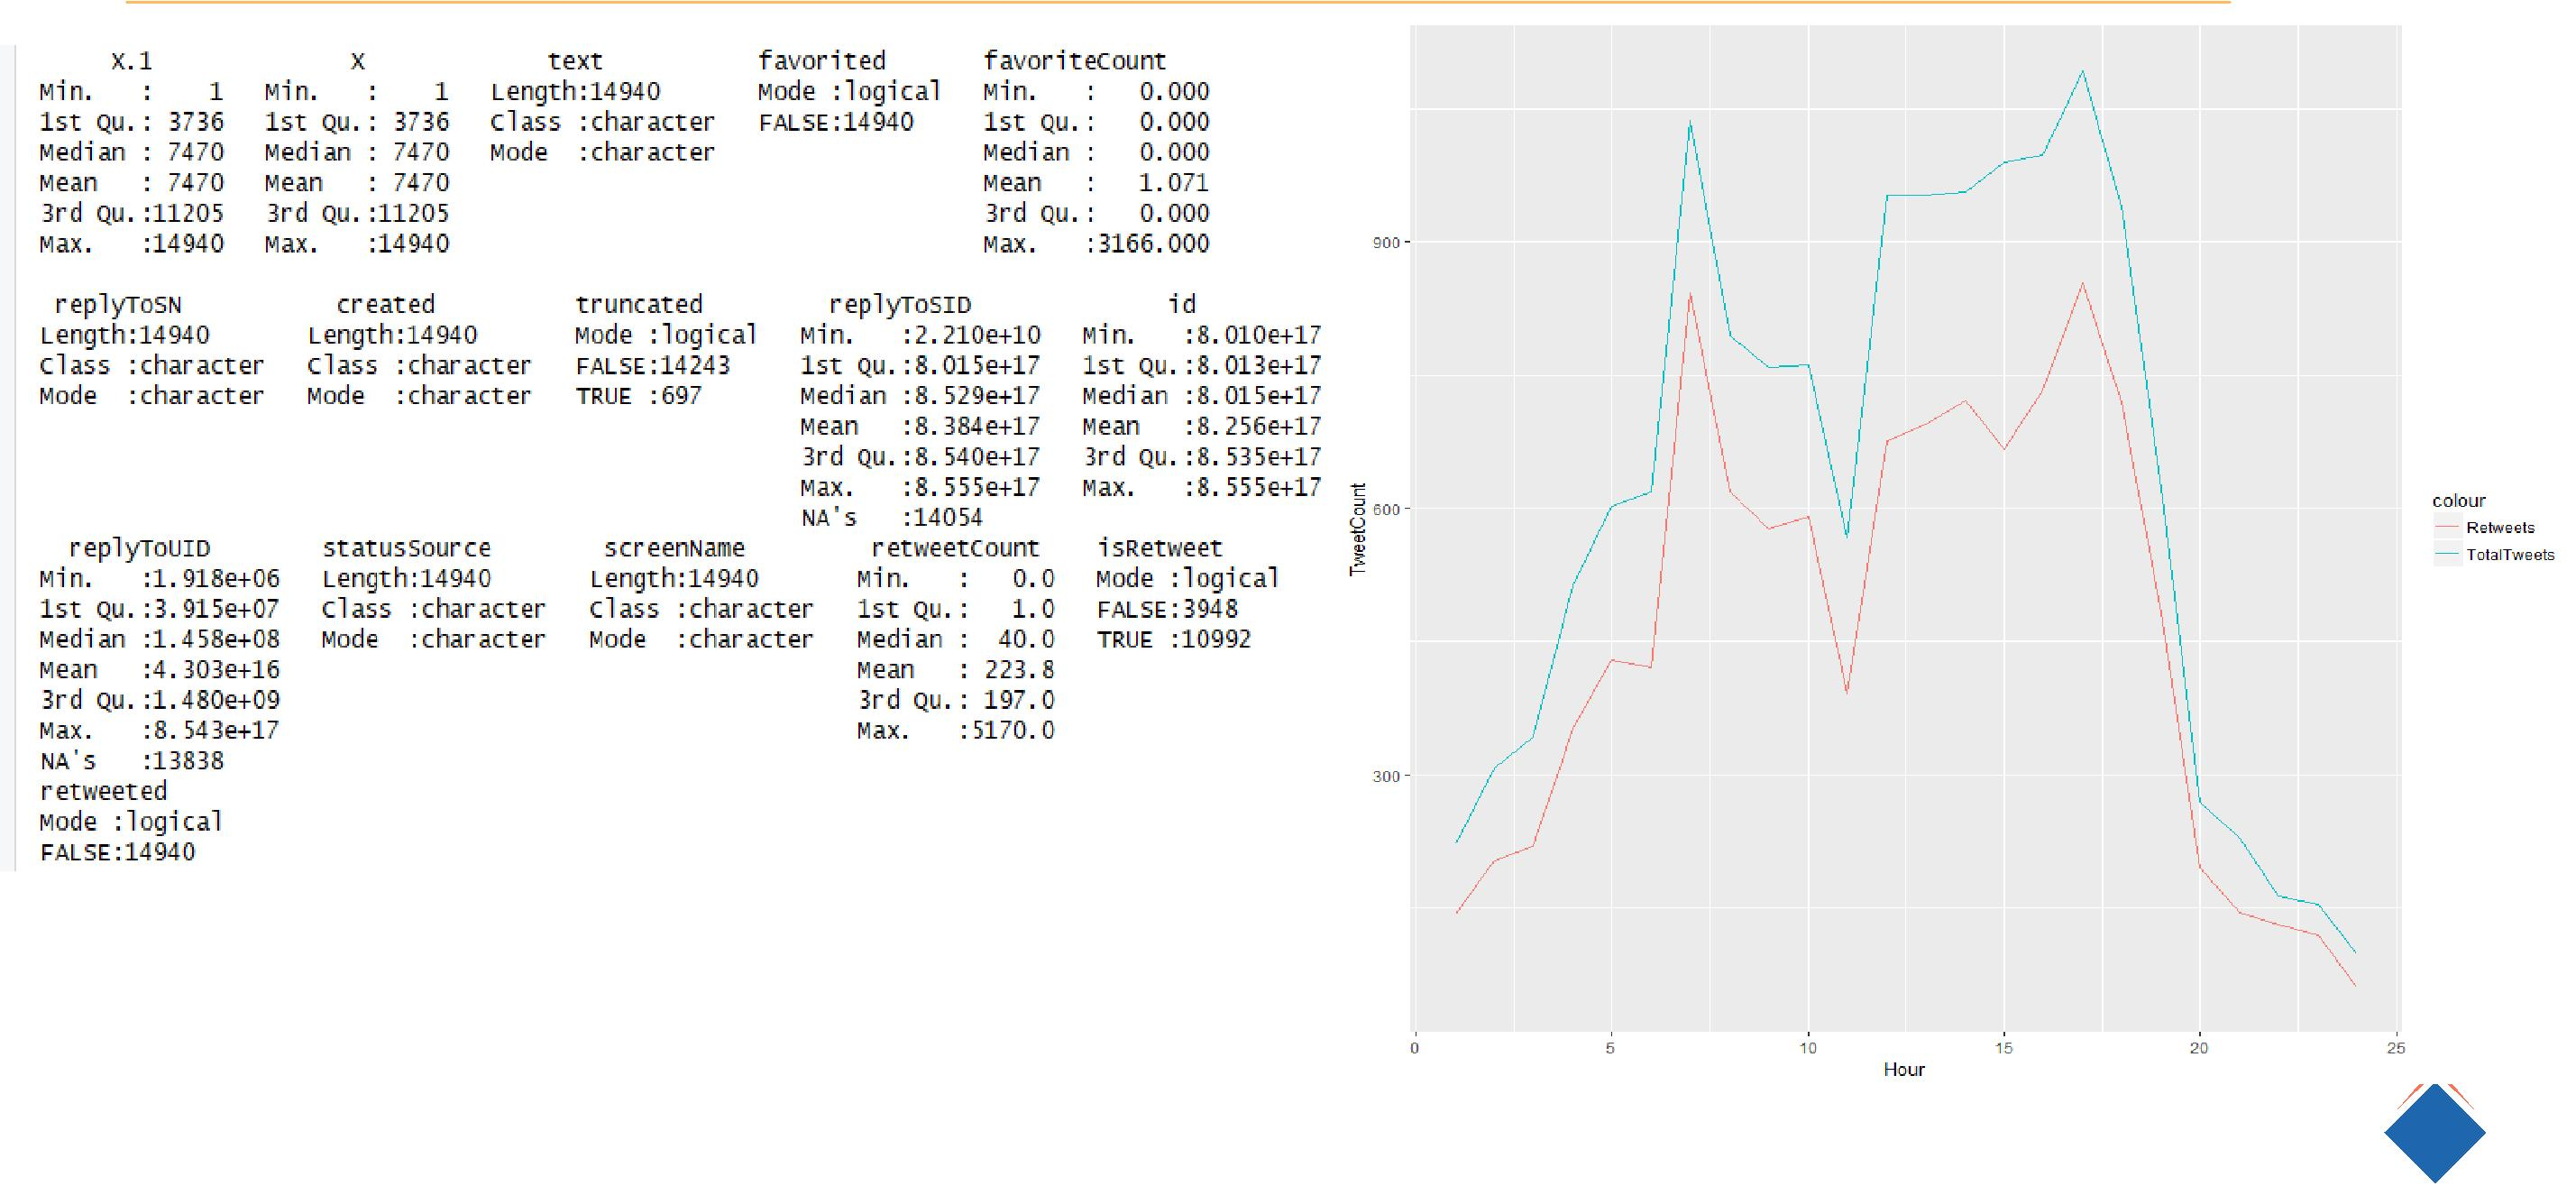 X.1 X text favorited favoriteCount
Min. : 1 Min. : 1 Length:14940 Mode :logical Min. : 0.000
1st Qu.: 3736 1st Qu.: 3736 Class :character FALSE:14940 1st Qu.: 0.000
Median : 7470 Median : 7470 Mode :character Median : 0.000
Mean : 7470 Mean : 7470 Mean : 1.071
3rd Qu.:11205 3rd Qu.:11205 3rd Qu.: 0.000
Max. :14940 Max. :14940 Max. :3166.000
replyToSN created truncated replyToSID id
Length:14940 Length:14940 Mode :logical Min. :2.210e+10 Min. :8.010e+17
Class :character Class :character FALSE:14243 1st Qu.:8.015e+17 1st Qu.:8.013e+17
Mode :character Mode :character TRUE :697 Median :8.529e+17 Median :8.015e+17
Mean :8.384e+17 Mean :8.256e+17
3rd Qu.:8.540e+17 3rd Qu.:8.535e+17
Max. :8.555e+17 Max. :8.555e+17
NA's :14054
replyToUID statusSource screenName retweetCount isRetweet
Min. :1.918e+06 Length:14940 Length:14940 Min. : 0.0 Mode :logical
1st Qu.:3.915e+07 Class :character Class :character 1st Qu.: 1.0 FALSE:3948
Median :1.458e+08 Mode :character Mode :character Median : 40.0 TRUE :10992
Mean :4.303e+16 Mean : 223.8
3rd Qu.:1.480e+09 3rd Qu.: 197.0
Max. :8.543e+17 Max. :5170.0
NA's :13838
retweeted
Mode :logical
FALSE:14940
TweetCount
900
600
300
0 5 10 15 20 25
Hour
colour
Retweets
TotalTweets